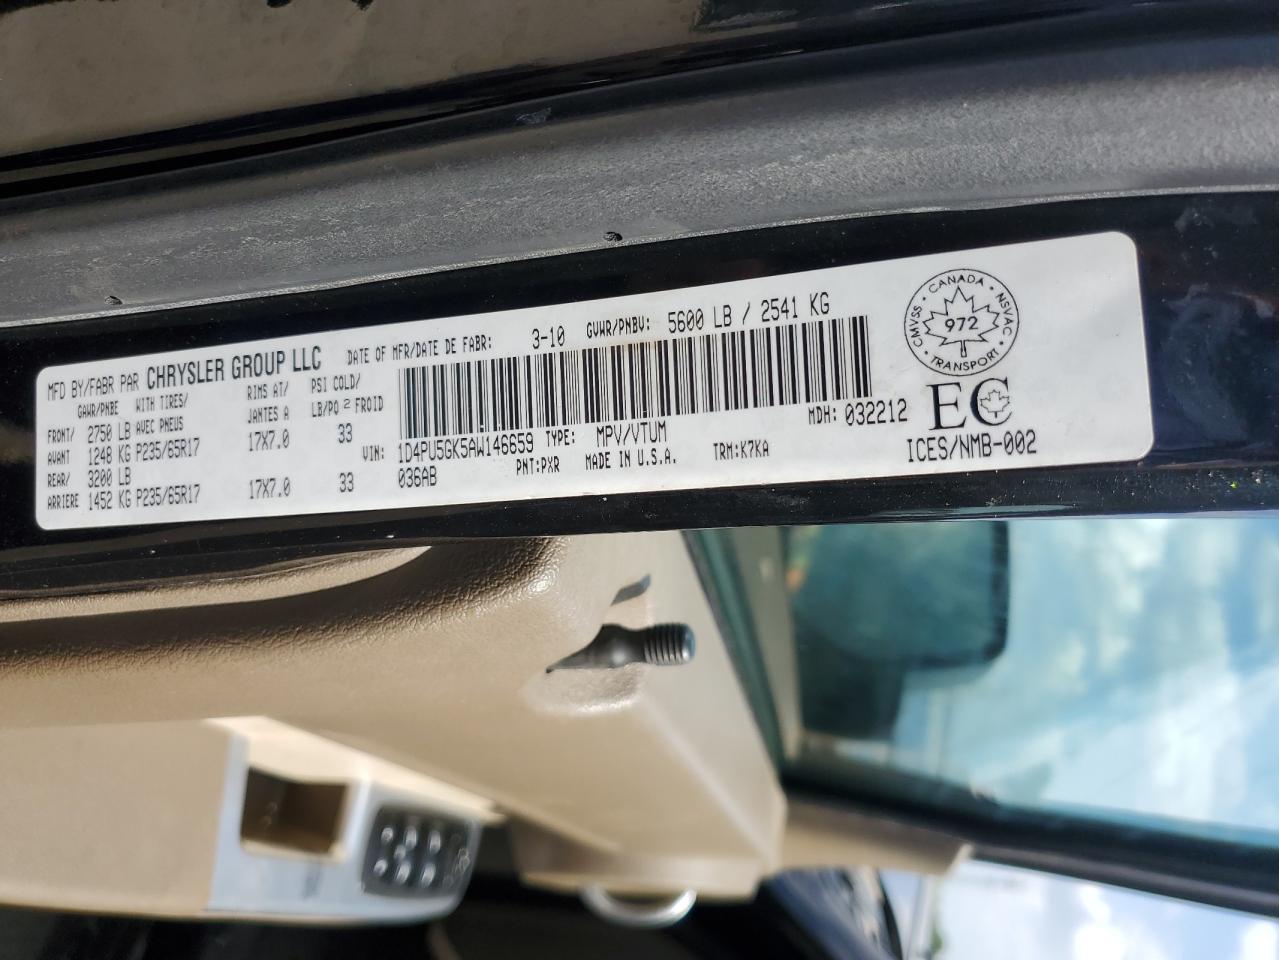 MFD BY/FABR PAR CHRYSLER GROUP LLC
DATE OF MFR/DATE DE FABR: 3-10 GVWR/PNBV: 5600 LB / 2541 KG
GAWR/PNBE WITH TIRES/ AVEC PNEUS RIMS AT/ JANTES A PSI COLD/ LB/PO 2 FROID
FRONT/ AVANT 2750 LB 1248 KG P235/65R17 17X7.0 33
REAR/ ARRIERE 3200 LB 1452 KG P235/65R17 17X7.0 33
MDH: 032212
VIN: 1D4PU5GK5AW146659 TYPE: MPV/VTUM
036AB PNT:PXR MADE IN U.S.A. TRM:K7KA
CANADA
CMVSS · NSVAC
972
TRANSPORT
EC
ICES/NMB-002